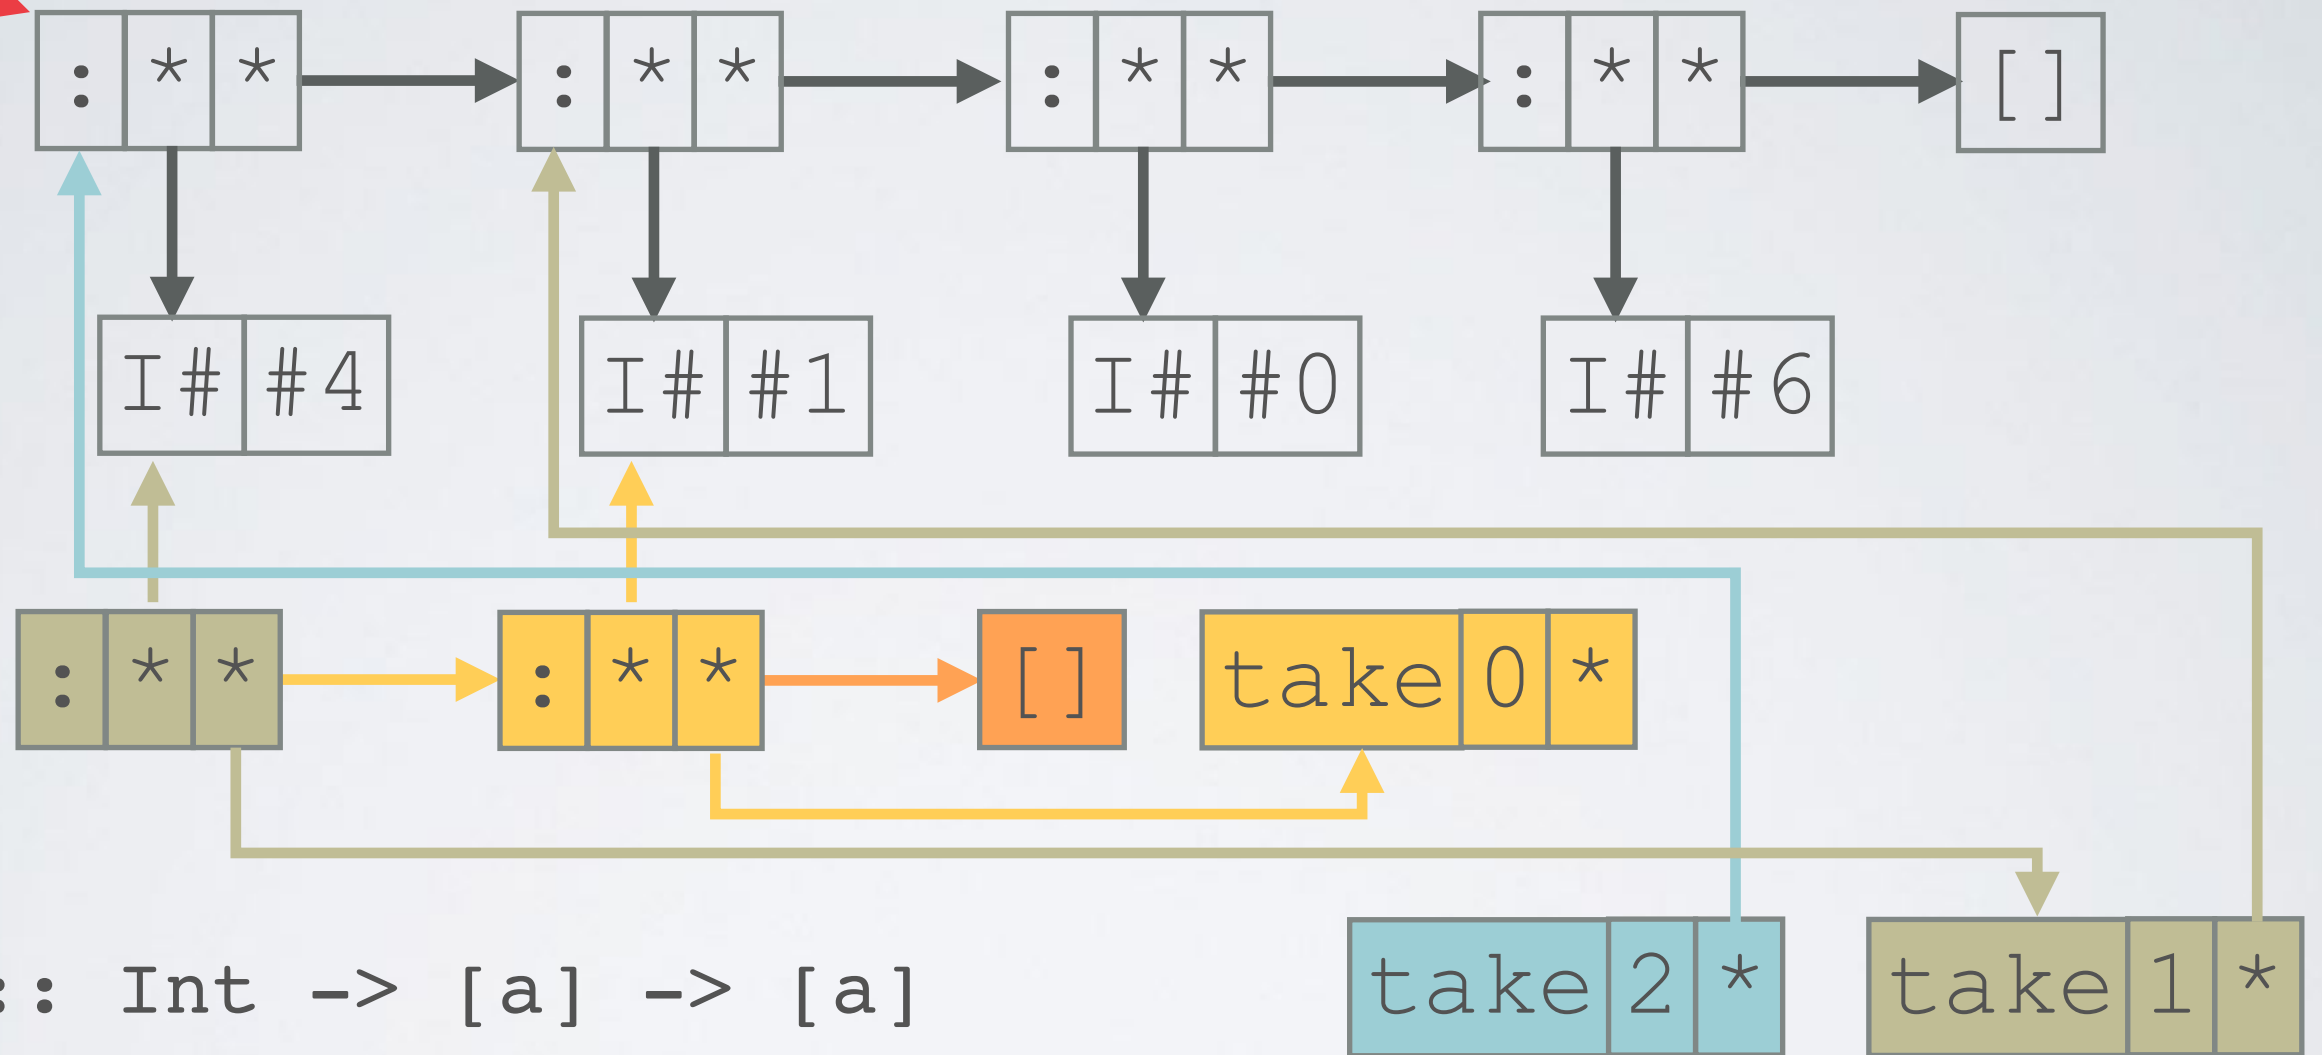 : * * : * * : * * : * * []
I# #4 I# #1 I# #0 I# #6
: * * : * * [] take 0 *
:: Int -> [a] -> [a] take 2 * take 1 *